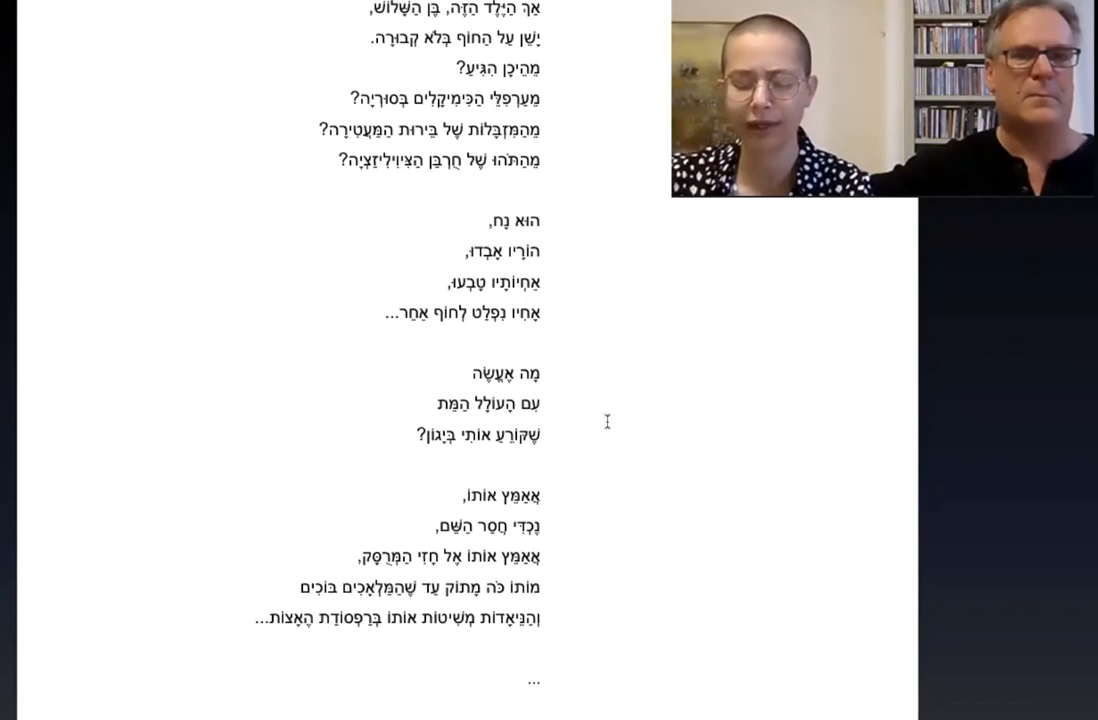 אַךְ הַיֶּלֶד הַזֶּה, בֶּן הַשָּׁלוֹשׁ,
יָשֵׁן עַל הַחוֹף בְּלֹא קְבוּרָה.
מֵהֵיכָן הִגִּיעַ?
מֵעַרְפִלֵּי הַכִּימִיקָלִים בְּסוּרְיָה?
מֵהַמִּזְבָּלוֹת שֶׁל בֵּירוּת הַמַּעֲטִירָה?
מֵהַתֹּהוּ שֶׁל חֻרְבַּן הַצִּיוִילִיזַצְיָה?
הוּא נָח,
הוֹרָיו אָבְדוּ,
אַחְיוֹתָיו טָבְעוּ,
אָחִיו נִפְלַט לְחוֹף אַחֵר...
מָה אֶעֱשֶׂה
עִם הָעוֹלָל הַמֵּת
שֶׁקּוֹרֵעַ אוֹתִי בְּיָגוֹן?
אֲאַמֵּץ אוֹתוֹ,
נֶכְדִּי חֲסַר הַשֵּׁם,
אֲאַמֵּץ אוֹתוֹ אֶל חָזִי הַמְּרֻסָּק,
מוֹתוֹ כֹּה מָתוֹק עַד שֶׁהַמַּלְאָכִים בּוֹכִים
וְהַנֵּיאָדוֹת מְשִׁיטוֹת אוֹתוֹ בְּרַפְסוֹדַת הָאָצוֹת...
...